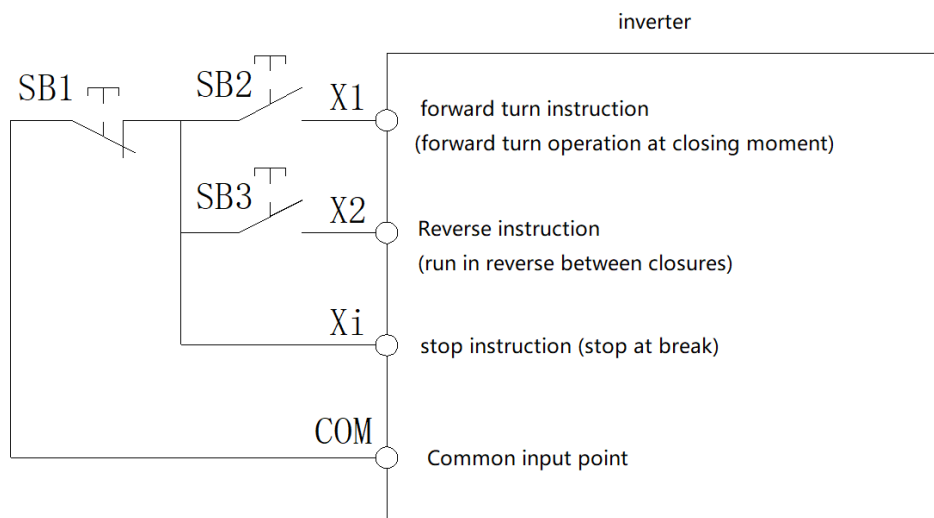 inverter
SB1
SB2
X1
forward turn instruction
(forward turn operation at closing moment)
SB3
X2
Reverse instruction
(run in reverse between closures)
Xi
stop instruction (stop at break)
COM
Common input point